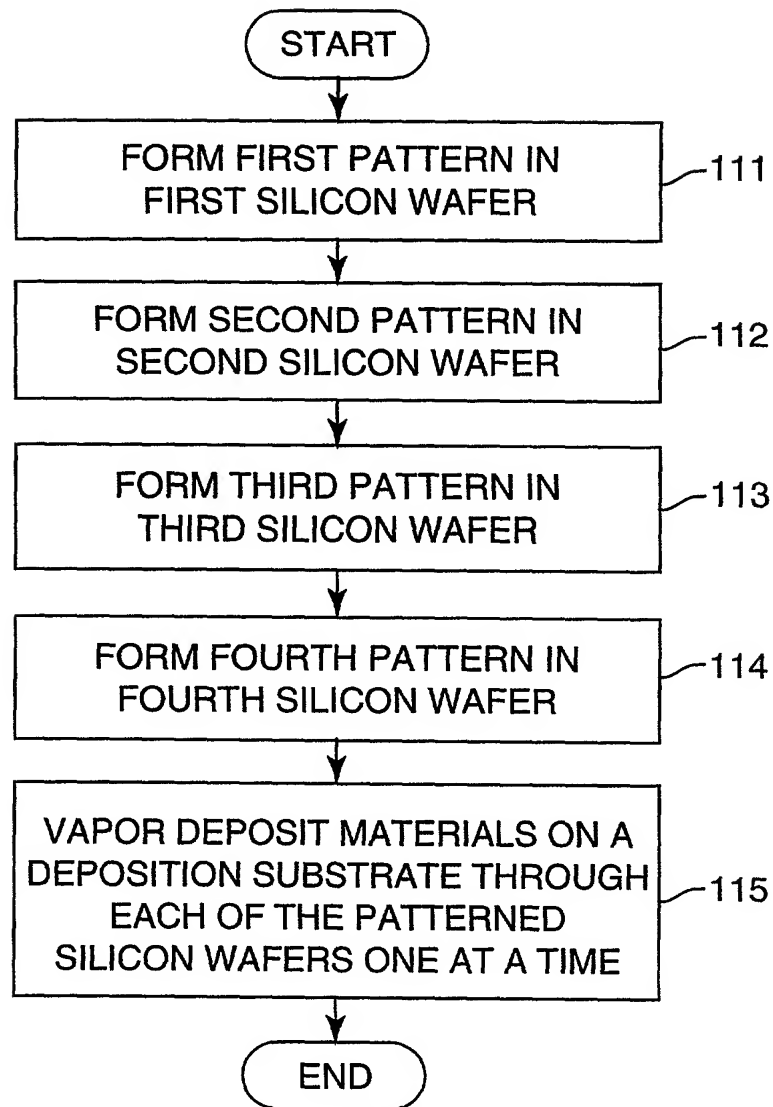 START
FORM FIRST PATTERN IN
FIRST SILICON WAFER
111
FORM SECOND PATTERN IN
SECOND SILICON WAFER
112
FORM THIRD PATTERN IN
THIRD SILICON WAFER
113
FORM FOURTH PATTERN IN
FOURTH SILICON WAFER
114
VAPOR DEPOSIT MATERIALS ON A
DEPOSITION SUBSTRATE THROUGH
EACH OF THE PATTERNED
SILICON WAFERS ONE AT A TIME
115
END